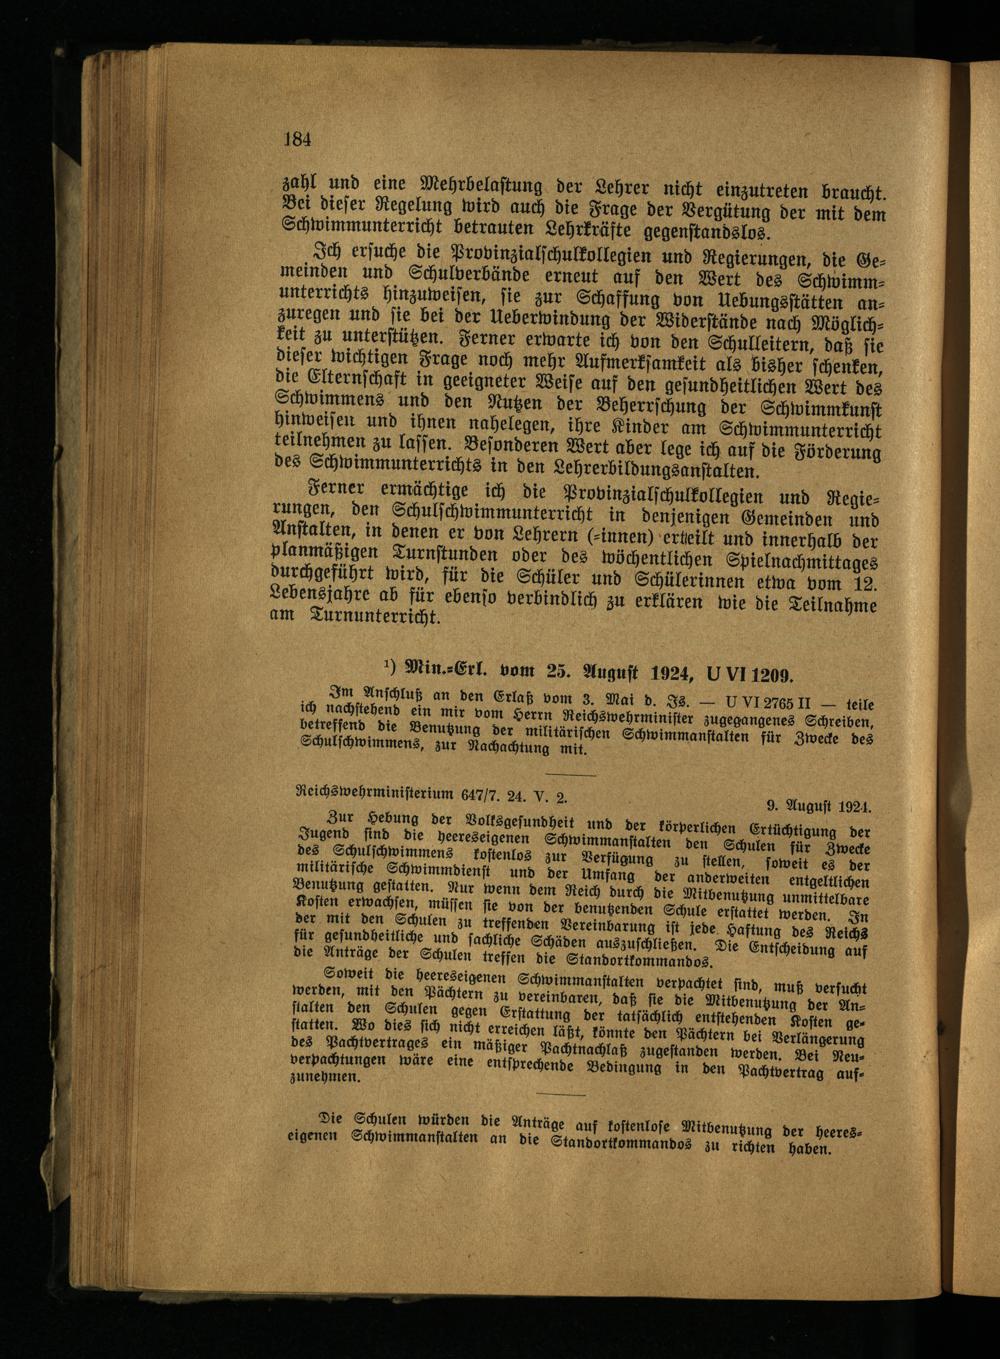 184
zahl und eine Mehrbelastung der Lehrer nicht einzutreten braucht.
Bei dieser Regelung wird auch die Frage der Vergütung der mit dem
Schwimmunterricht betrauten Lehrkräfte gegenstandslos.
Ich ersuche die Provinzialschulkollegien und Regierungen, die Ge-
meinden und Schulverbände erneut auf den Wert des Schwimm-
unterrichts hinzuweisen, sie zur Schaffung von Uebungsstätten an-
zuregen und sie bei der Ueberwindung der Widerstände nach Möglich-
keit zu unterstützen. Ferner erwarte ich von den Schulleitern, daß sie
dieser wichtigen Frage noch mehr Aufmerksamkeit als bisher schenken,
die Elternschaft in geeigneter Weise auf den gesundheitlichen Wert des
Schwimmens und den Nutzen der Beherrschung der Schwimmkunst
hinweisen und ihnen nahelegen, ihre Kinder am Schwimmunterricht
teilnehmen zu lassen. Besonderen Wert aber lege ich auf die Förderung
des Schwimmunterrichts in den Lehrerbildungsanstalten.
Ferner ermächtige ich die Provinzialschulkollegien und Regie-
rungen, den Schulschwimmunterricht in denjenigen Gemeinden und
Anstalten, in denen er von Lehrern (-innen) erteilt und innerhalb der
planmäßigen Turnstunden oder des wöchentlichen Spielnachmittages
durchgeführt wird, für die Schüler und Schülerinnen etwa vom 12.
Lebensjahre ab für ebenso verbindlich zu erklären wie die Teilnahme
am Turnunterricht.
¹) Min.-Erl. vom 25. August 1924, U VI 1209.
Im Anschluß an den Erlaß vom 3. Mai d. Js. — U VI 2765 II — teile
ich nachstehend ein mir vom Herrn Reichswehrminister zugegangenes Schreiben,
betreffend die Benutzung der militärischen Schwimmanstalten für Zwecke des
Schulschwimmens, zur Nachachtung mit.
Reichswehrministerium 647/7. 24. V. 2.
9. August 1924.
Zur Hebung der Volksgesundheit und der körperlichen Ertüchtigung der
Jugend sind die heereseigenen Schwimmanstalten den Schulen für Zwecke
des Schulschwimmens kostenlos zur Verfügung zu stellen, soweit es der
militärische Schwimmdienst und der Umfang der anderweiten entgeltlichen
Benutzung gestatten. Nur wenn dem Reich durch die Mitbenutzung unmittelbare
Kosten erwachsen, müssen sie von der benutzenden Schule erstattet werden. In
der mit den Schulen zu treffenden Vereinbarung ist jede Haftung des Reichs
für gesundheitliche und sachliche Schäden auszuschließen. Die Entscheidung auf
die Anträge der Schulen treffen die Standortkommandos.
Soweit die heereseigenen Schwimmanstalten verpachtet sind, muß versucht
werden, mit den Pächtern zu vereinbaren, daß sie die Mitbenutzung der An-
stalten den Schulen gegen Erstattung der tatsächlich entstehenden Kosten ge-
statten. Wo dies sich nicht erreichen läßt, könnte den Pächtern bei Verlängerung
des Pachtvertrages ein mäßiger Pachtnachlaß zugestanden werden. Bei Neu-
verpachtungen wäre eine entsprechende Bedingung in den Pachtvertrag auf-
zunehmen.
Die Schulen würden die Anträge auf kostenlose Mitbenutzung der heeres-
eigenen Schwimmanstalten an die Standortkommandos zu richten haben.